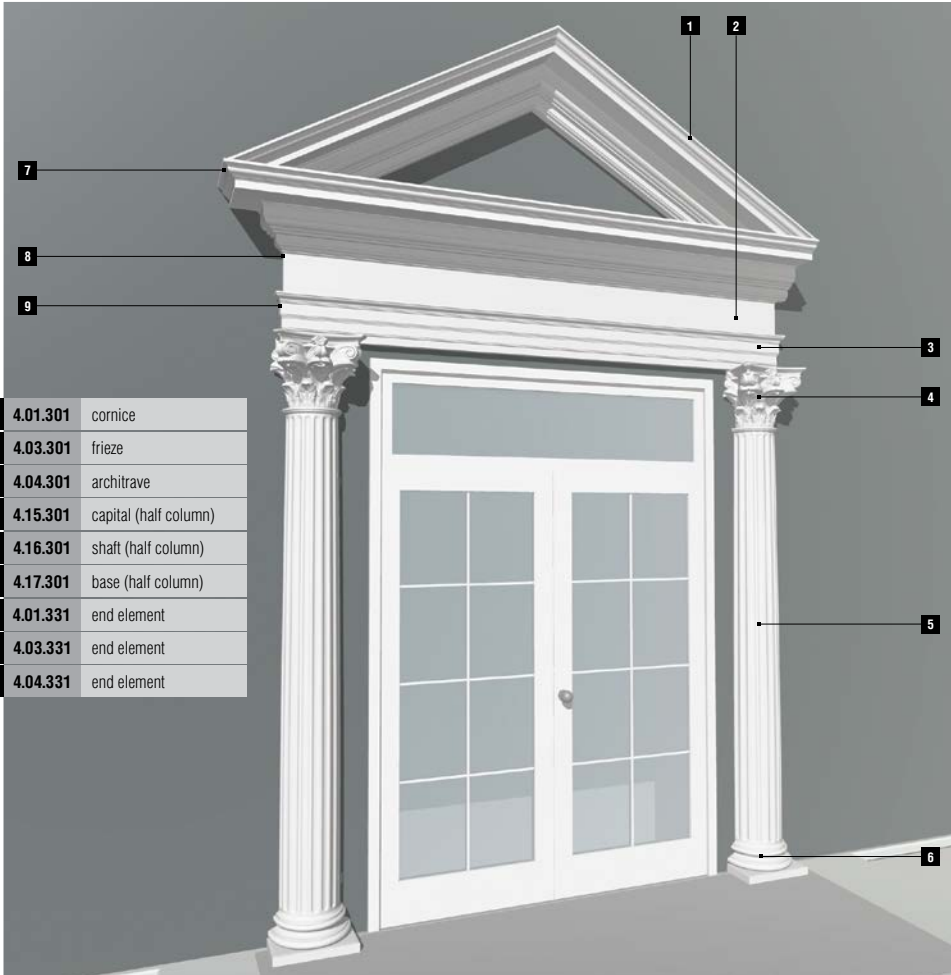 1
2
7
8
9
3
4
4.01.301 cornice
4.03.301 frieze
4.04.301 architrave
4.15.301 capital (half column)
4.16.301 shaft (half column)
4.17.301 base (half column)
4.01.331 end element
4.03.331 end element
4.04.331 end element
5
6